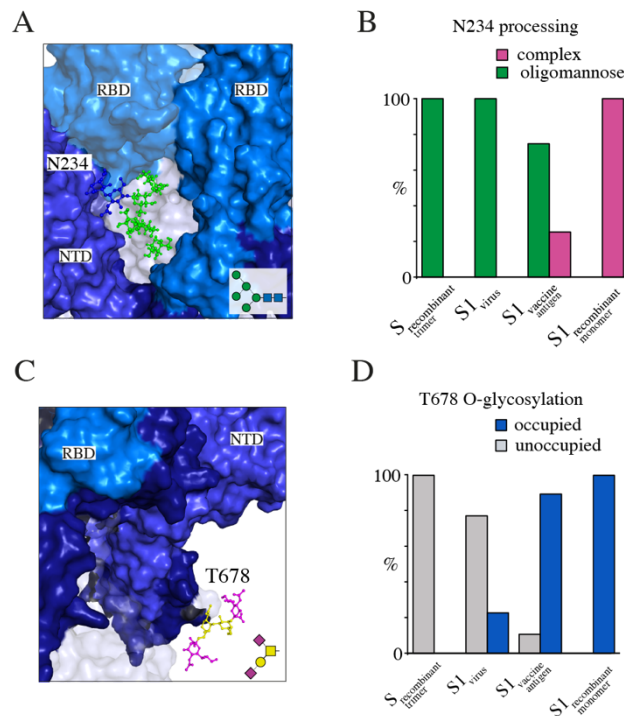 A
RBD
RBD
N234
NTD
B
N234 processing
complex
oligomannose
100
%
0
S recombinant trimer
S1 virus
S1 vaccine antigen
S1 recombinant monomer
C
RBD
NTD
T678
D
T678 O-glycosylation
occupied
unoccupied
100
%
0
S recombinant trimer
S1 virus
S1 vaccine antigen
S1 recombinant monomer